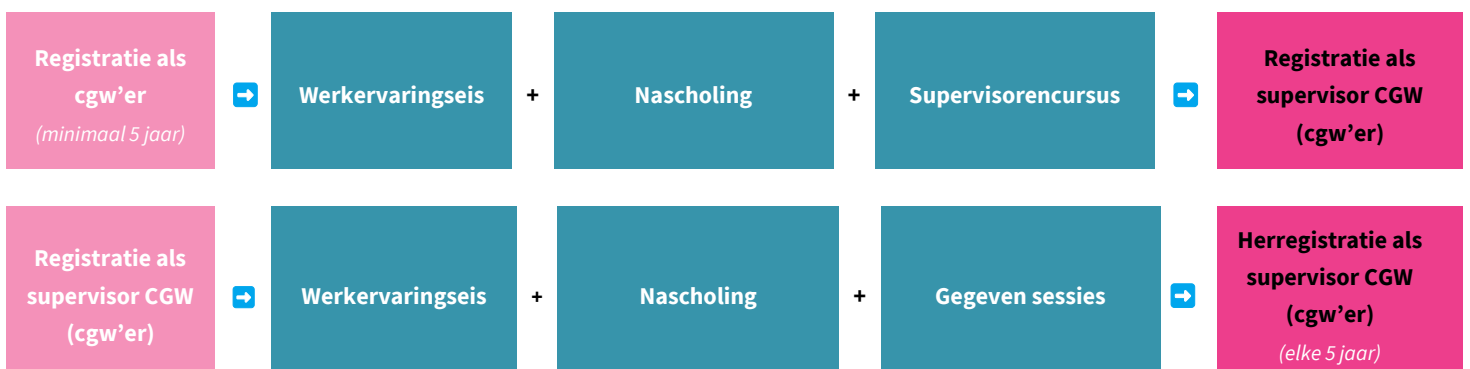 Registratie als
cgw’er
(minimaal 5 jaar)
➡
Werkervaringseis
+
Nascholing
+
Supervisorencursus
➡
Registratie als
supervisor CGW
(cgw’er)
Registratie als
supervisor CGW
(cgw’er)
➡
Werkervaringseis
+
Nascholing
+
Gegeven sessies
➡
Herregistratie als
supervisor CGW
(cgw’er)
(elke 5 jaar)